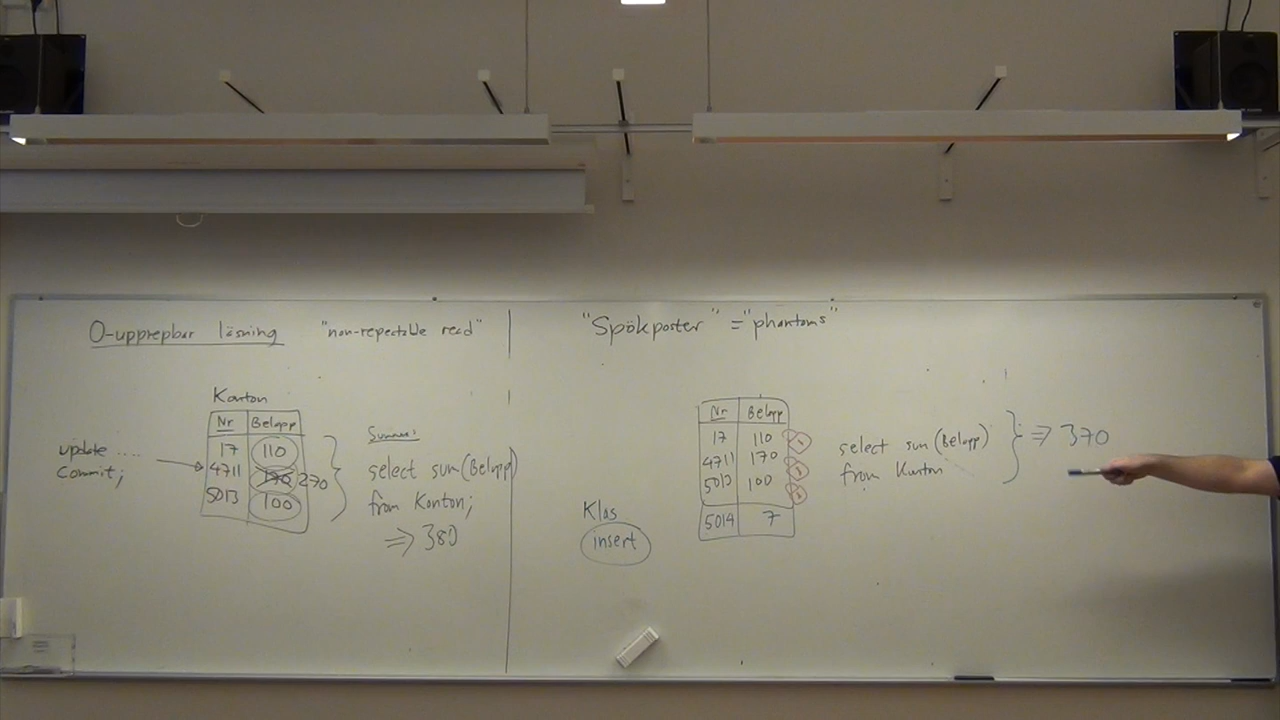 O-upprepbar läsning "non-repeatable read"
Konton
Nr Belopp
17 110
4711 170 270
5013 100
update ....
Commit;
Summa:
select sum(Belopp)
from Konton;
⇒ 380
"Spökposter" = "phantoms"
Nr Belopp
17 110
4711 170
5013 100
5014 7
Klas
insert
select sum(Belopp)
from Konton
} ⇒ 370